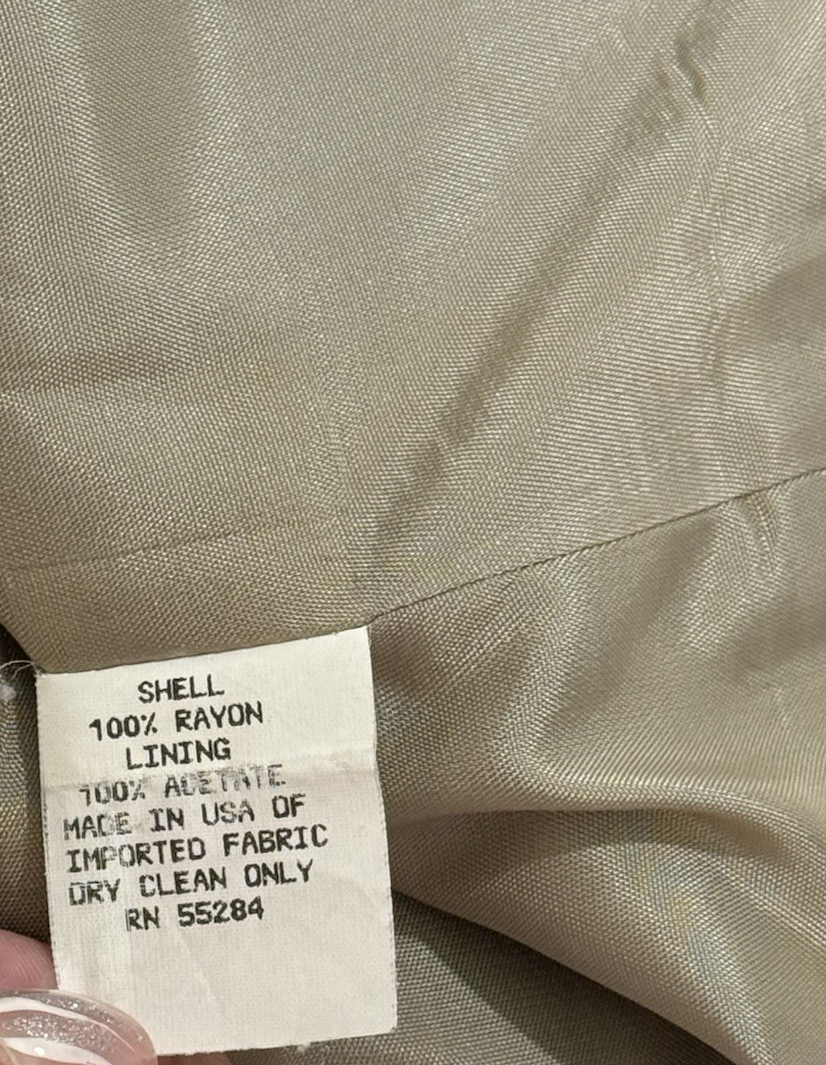 SHELL
100% RAYON
LINING
100% ACETATE
MADE IN USA OF
IMPORTED FABRIC
DRY CLEAN ONLY
RN 55284